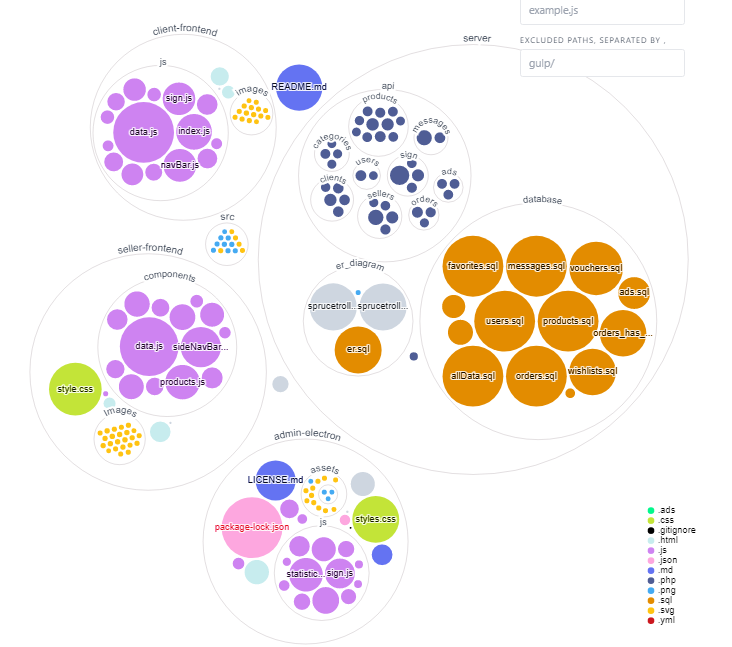 example.js
EXCLUDED PATHS, SEPARATED BY ,
gulp/
client-frontend
js
sign.js
data.js
index.js
navBar.js
images
README.md
server
api
products
categories
messages
users
sign
clients
ads
sellers
orders
src
database
favorites.sql
messages.sql
vouchers.sql
ads.sql
users.sql
products.sql
orders_has_...
allData.sql
orders.sql
wishlists.sql
er_diagram
sprucetroll...
sprucetroll...
er.sql
seller-frontend
components
data.js
sideNavBar...
products.js
style.css
images
admin-electron
LICENSE.md
assets
package-lock.json
styles.css
js
statistic...
sign.js
.ads
.css
.gitignore
.html
.js
.json
.md
.php
.png
.sql
.svg
.yml